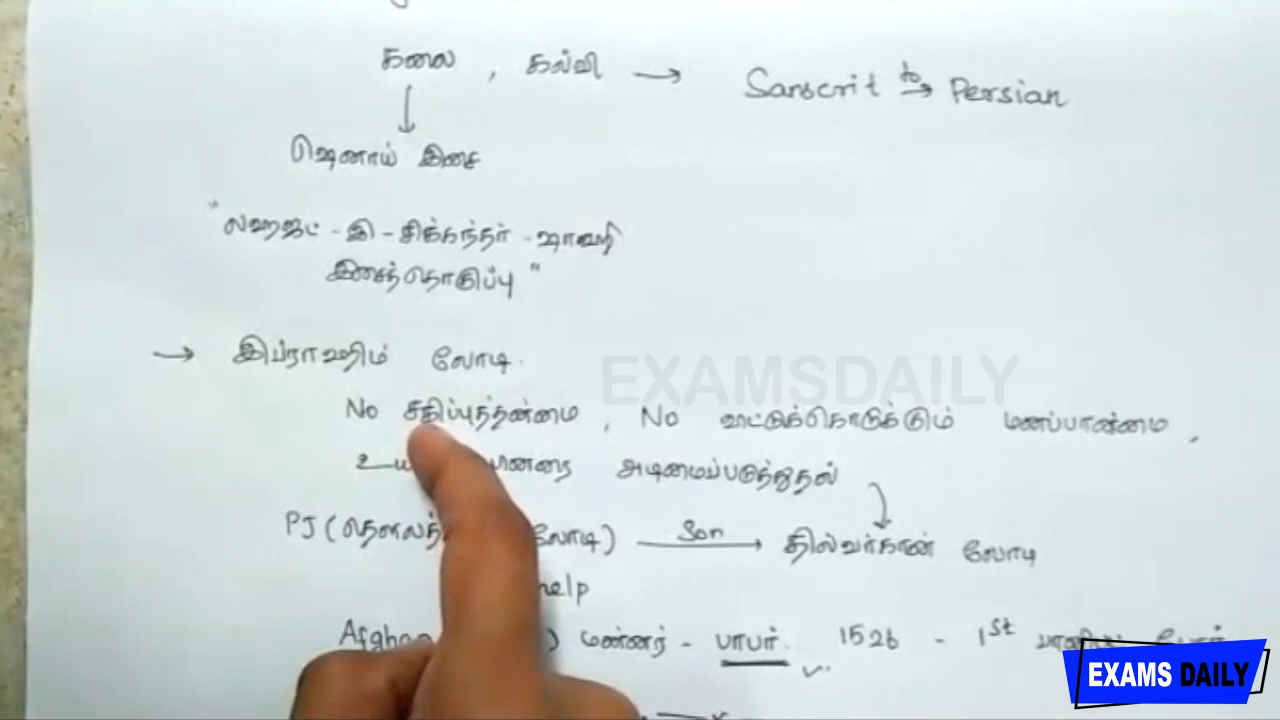 கலை , கல்வி → Sanscrit to → Persian
ஷெனாய் இசை
"லஹஜட் - இ - சிக்கந்தர் - ஷாஹி
இசைத்தொகுப்பு"
→ இப்ராஹிம் லோடி.
EXAMSDAILY
No சகிப்புத்தன்மை , No விட்டுக்கொடுக்கும் மனப்பான்மை ,
அடிமைப்படுத்துதல்
PJ ( லோடி) Son → தில்வர்கான் லோடி
help
மன்னர் - பாபர். 1526 - 1st
EXAMS DAILY